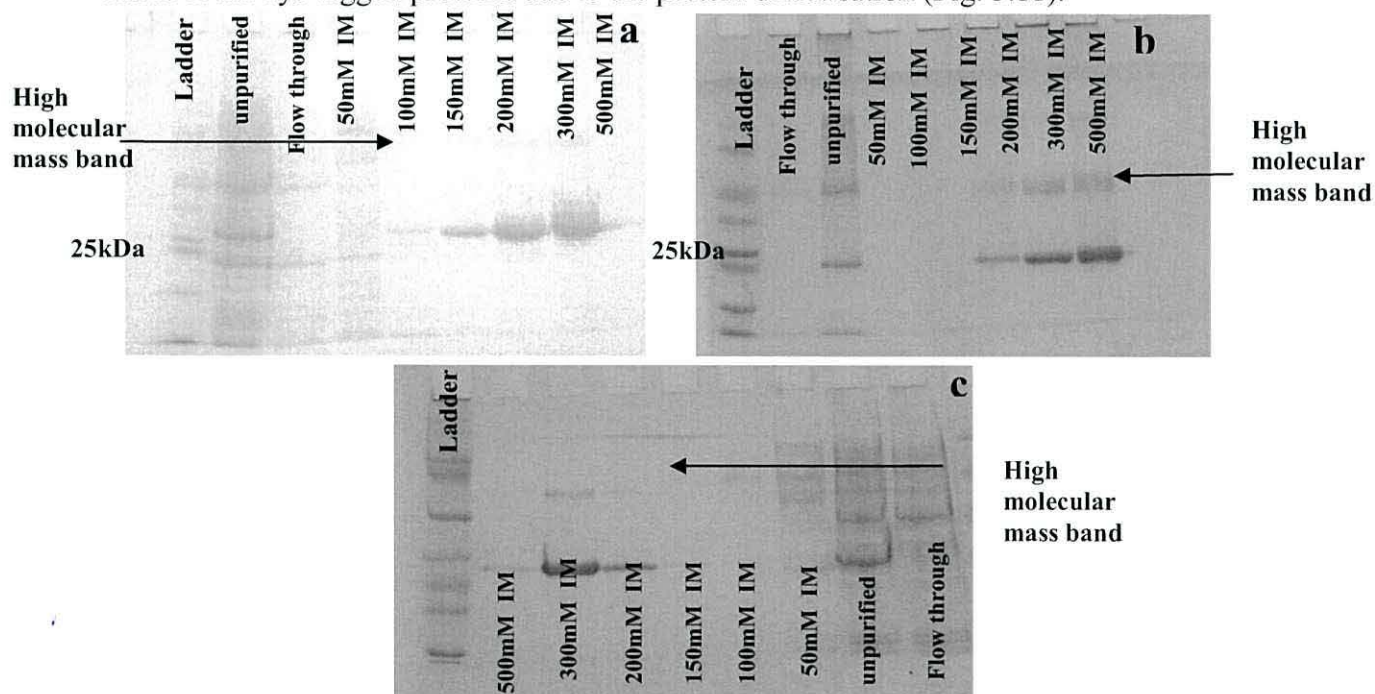 a
Ladder
unpurified
Flow through
50mM IM
100mM IM
150mM IM
200mM IM
300mM IM
500mM IM
High
molecular
mass band
25kDa
b
Ladder
Flow through
unpurified
50mM IM
100mM IM
150mM IM
200mM IM
300mM IM
500mM IM
High
molecular
mass band
25kDa
c
Ladder
500mM IM
300mM IM
200mM IM
150mM IM
100mM IM
50mM IM
unpurified
Flow through
High
molecular
mass band